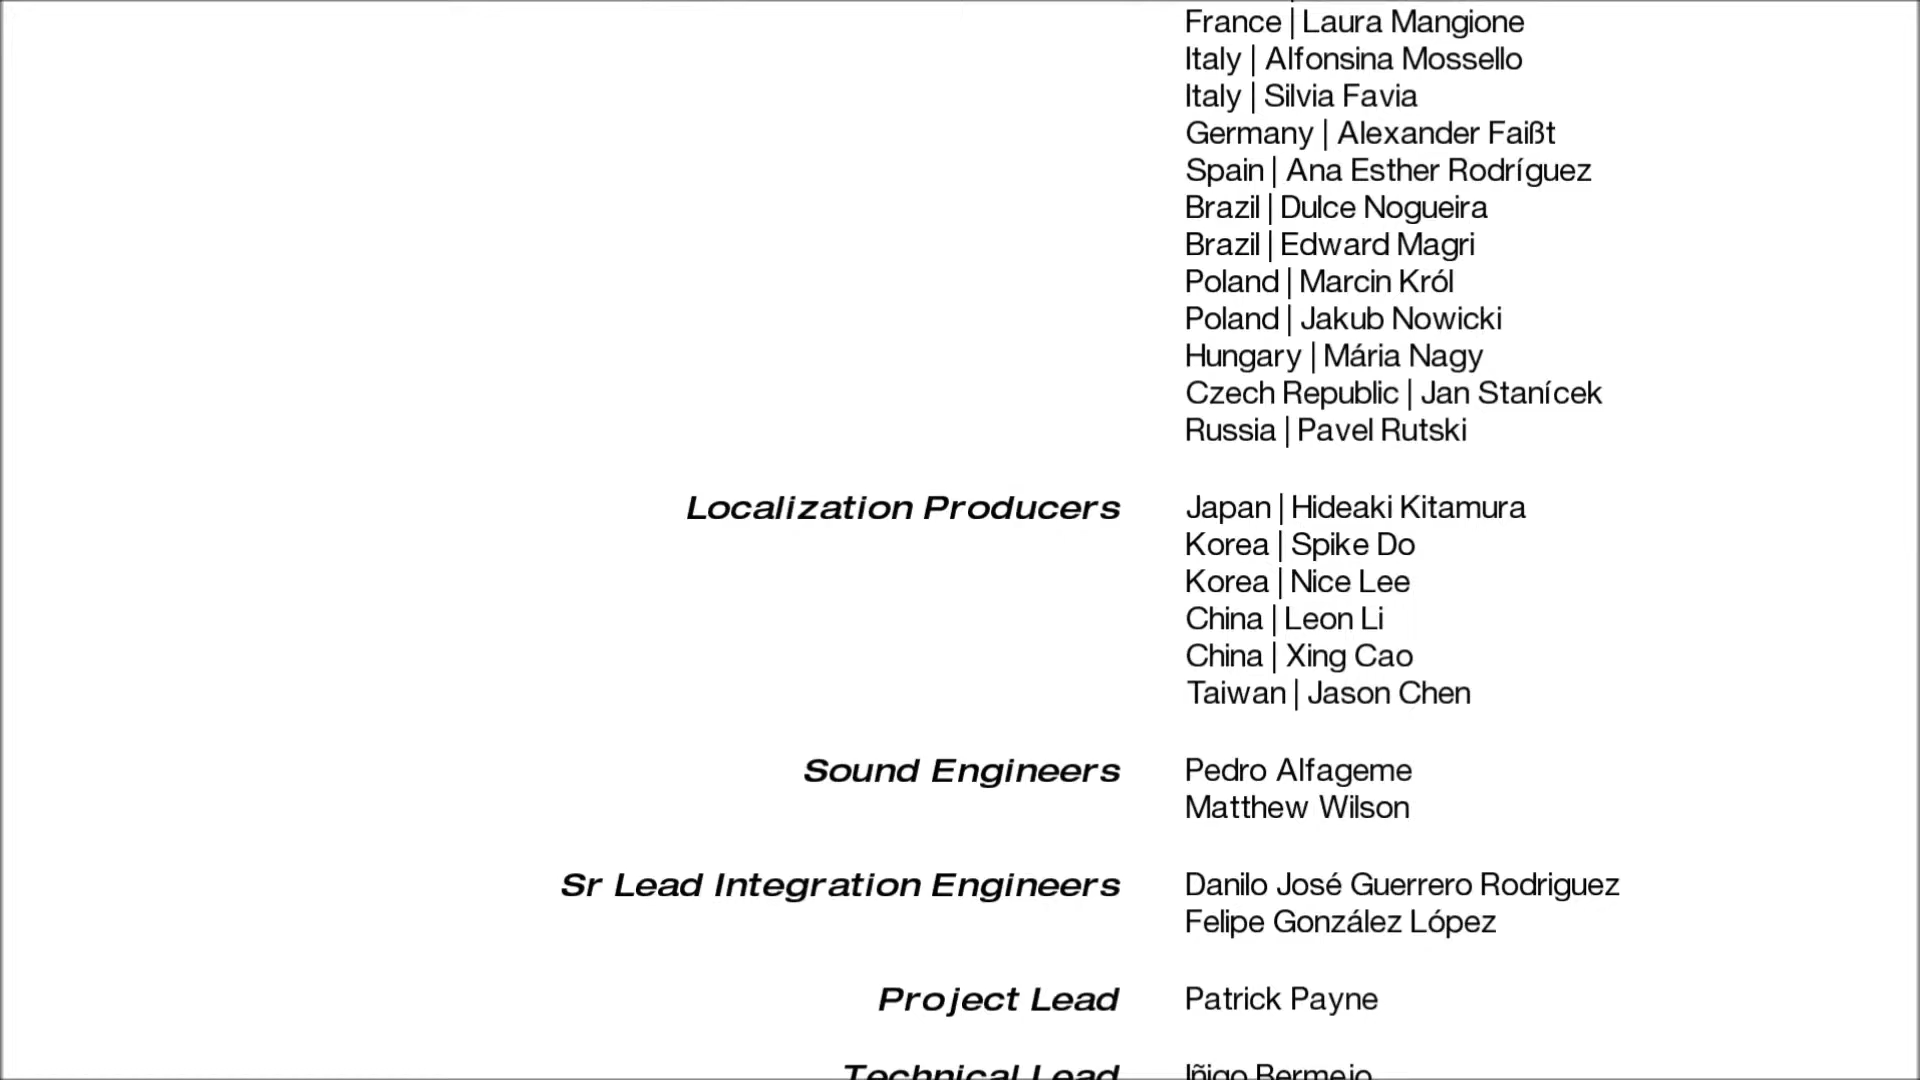 France | Laura Mangione
Italy | Alfonsina Mossello
Italy | Silvia Favia
Germany | Alexander Faißt
Spain | Ana Esther Rodríguez
Brazil | Dulce Nogueira
Brazil | Edward Magri
Poland | Marcin Król
Poland | Jakub Nowicki
Hungary | Mária Nagy
Czech Republic | Jan Stanícek
Russia | Pavel Rutski
Localization Producers Japan | Hideaki Kitamura
Korea | Spike Do
Korea | Nice Lee
China | Leon Li
China | Xing Cao
Taiwan | Jason Chen
Sound Engineers Pedro Alfageme
Matthew Wilson
Sr Lead Integration Engineers Danilo José Guerrero Rodriguez
Felipe González López
Project Lead Patrick Payne
Technical Lead Iñigo Bermejo